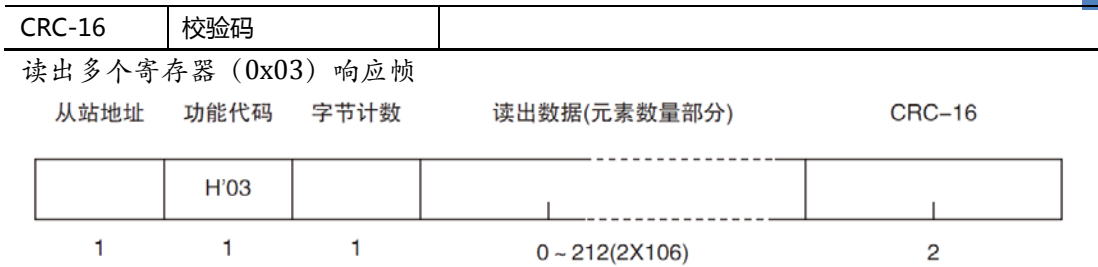 CRC-16 校验码
读出多个寄存器（0x03）响应帧
从站地址 功能代码 字节计数 读出数据(元素数量部分) CRC–16
H'03
1 1 1 0 ~ 212(2X106) 2